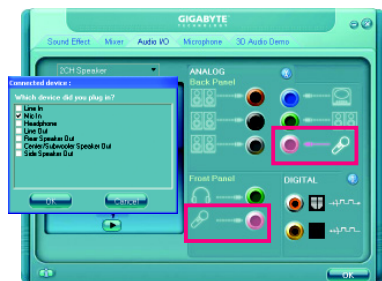 GIGABYTE
TECHNOLOGY
Sound Effect
Mixer
Audio I/O
Microphone
3D Audio Demo
2CH Speaker
ANALOG
Back Panel
Connected device :
Which device did you plug in?
Line In
Mic In
Headphone
Line Out
Rear Speaker Out
Center/Subwoofer Speaker Out
Side Speaker Out
OK
Cancel
Front Panel
DIGITAL
OK